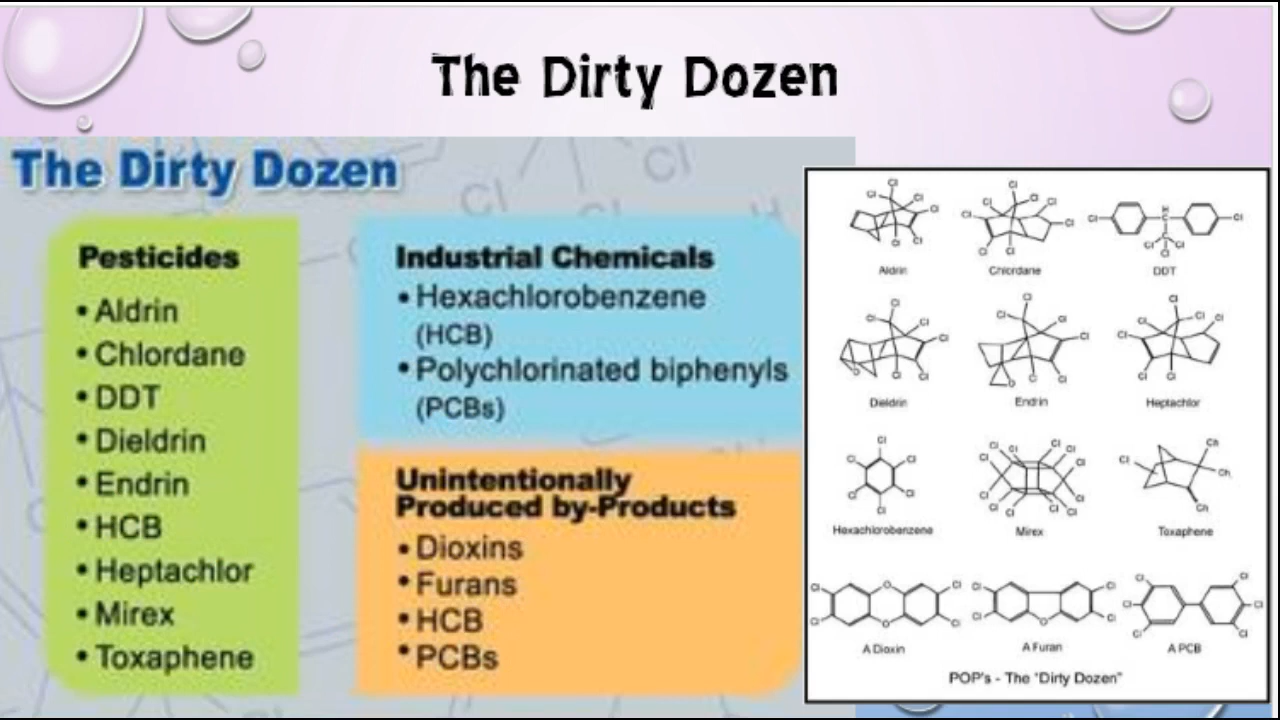 The Dirty Dozen
The Dirty Dozen
Pesticides
• Aldrin
• Chlordane
• DDT
• Dieldrin
• Endrin
• HCB
• Heptachlor
• Mirex
• Toxaphene
Industrial Chemicals
• Hexachlorobenzene
(HCB)
• Polychlorinated biphenyls
(PCBs)
Unintentionally
Produced by-Products
• Dioxins
• Furans
• HCB
• PCBs
Aldrin
Chlordane
DDT
Dieldrin
Endrin
Heptachlor
Hexachlorobenzene
Mirex
Toxaphene
A Dioxin
A Furan
A PCB
POP's - The "Dirty Dozen"